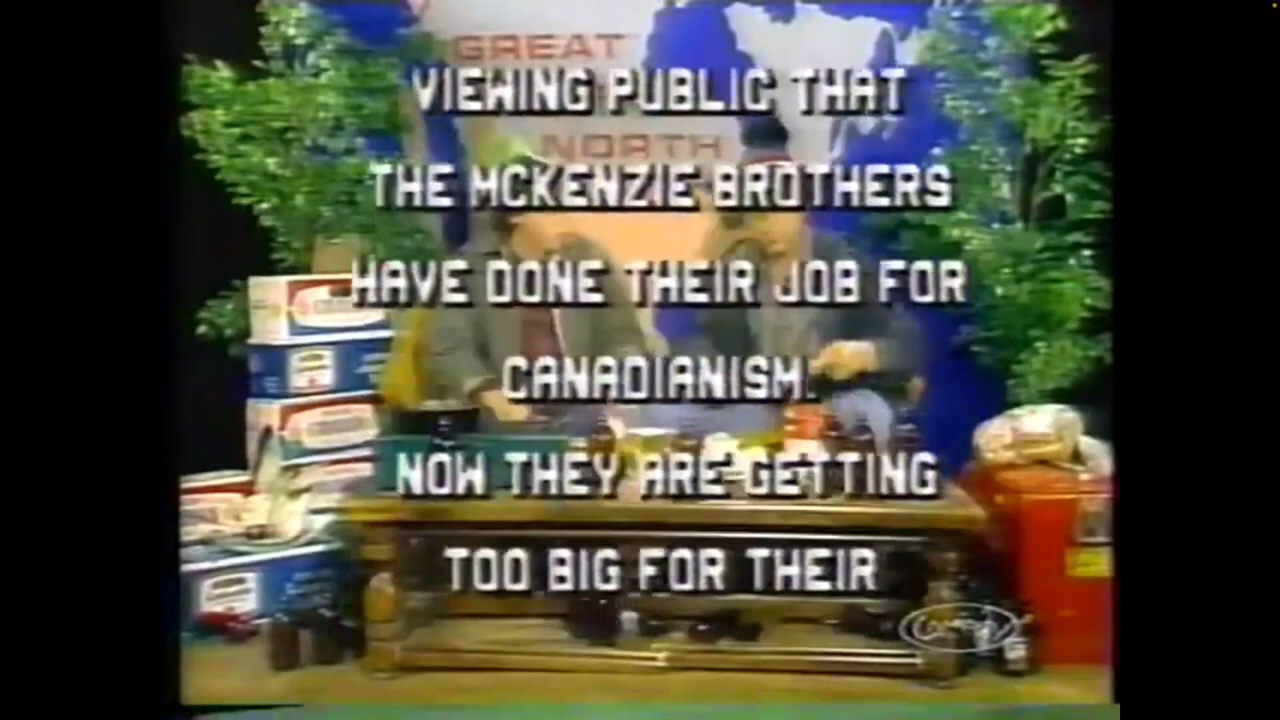 GREAT
VIEWING PUBLIC THAT
NORTH
THE MCKENZIE BROTHERS
HAVE DONE THEIR JOB FOR
CANADIANISM.
NOW THEY ARE GETTING
TOO BIG FOR THEIR